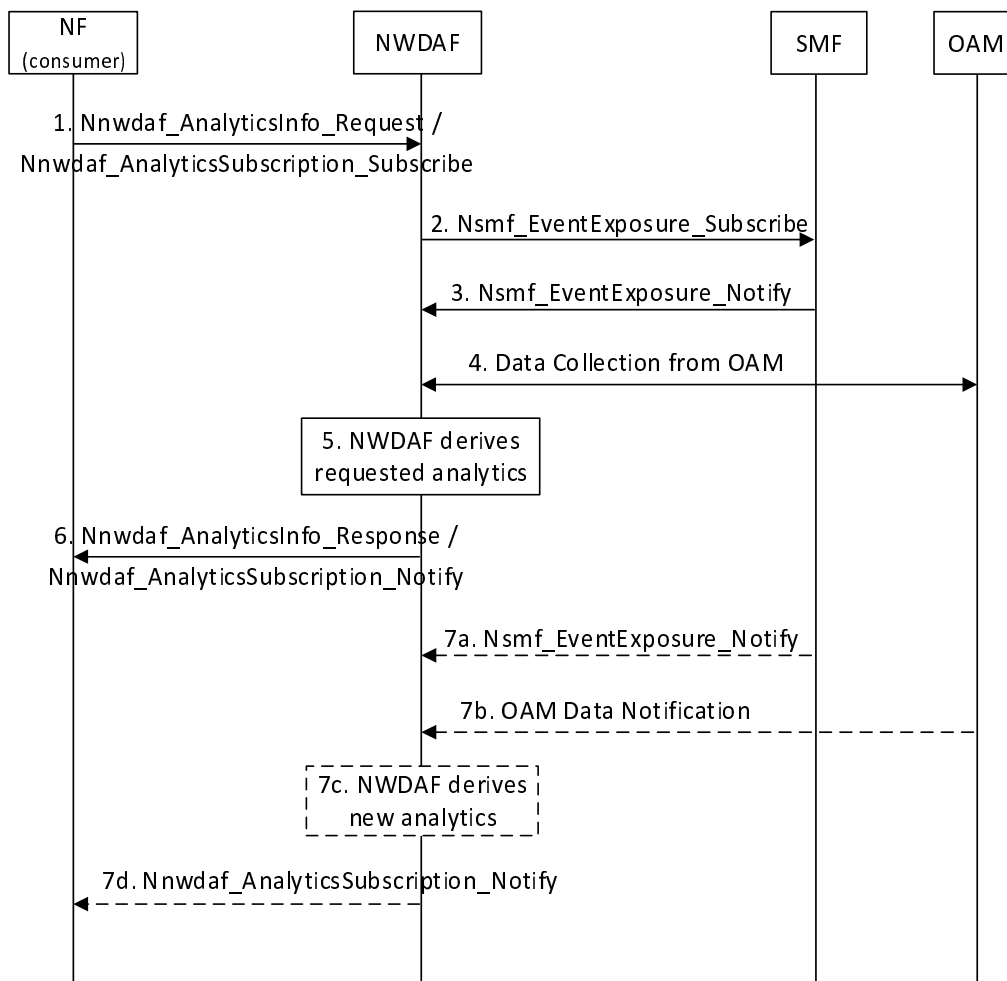 NF
(consumer)
NWDAF
SMF
OAM
1. Nnwdaf_AnalyticsInfo_Request /
Nnwdaf_AnalyticsSubscription_Subscribe
2. Nsmf_EventExposure_Subscribe
3. Nsmf_EventExposure_Notify
4. Data Collection from OAM
5. NWDAF derives
requested analytics
6. Nnwdaf_AnalyticsInfo_Response /
Nnwdaf_AnalyticsSubscription_Notify
7a. Nsmf_EventExposure_Notify
7b. OAM Data Notification
7c. NWDAF derives
new analytics
7d. Nnwdaf_AnalyticsSubscription_Notify